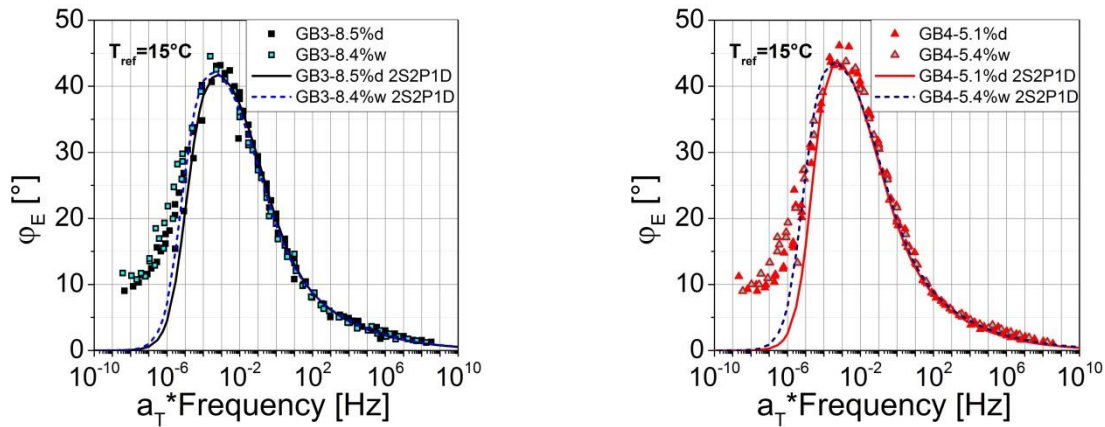 50
40
30
20
10
0
φ_E [°]
T_ref=15°C
GB3-8.5%d
GB3-8.4%w
GB3-8.5%d 2S2P1D
GB3-8.4%w 2S2P1D
10^-10 10^-6 10^-2 10^2 10^6 10^10
a_T*Frequency [Hz]
50
40
30
20
10
0
φ_E [°]
T_ref=15°C
GB4-5.1%d
GB4-5.4%w
GB4-5.1%d 2S2P1D
GB4-5.4%w 2S2P1D
10^-10 10^-6 10^-2 10^2 10^6 10^10
a_T*Frequency [Hz]